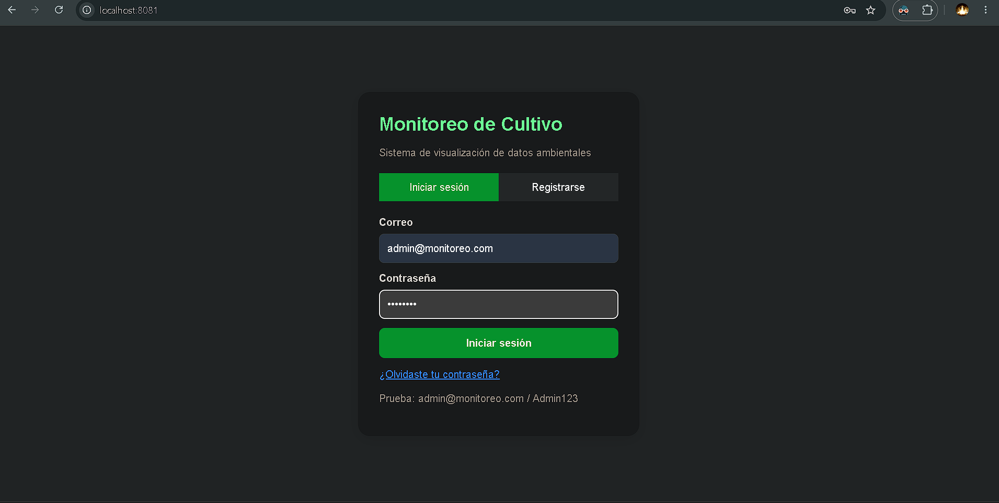 localhost:8081
Monitoreo de Cultivo
Sistema de visualización de datos ambientales
Iniciar sesión
Registrarse
Correo
admin@monitoreo.com
Contraseña
••••••••
Iniciar sesión
¿Olvidaste tu contraseña?
Prueba: admin@monitoreo.com / Admin123